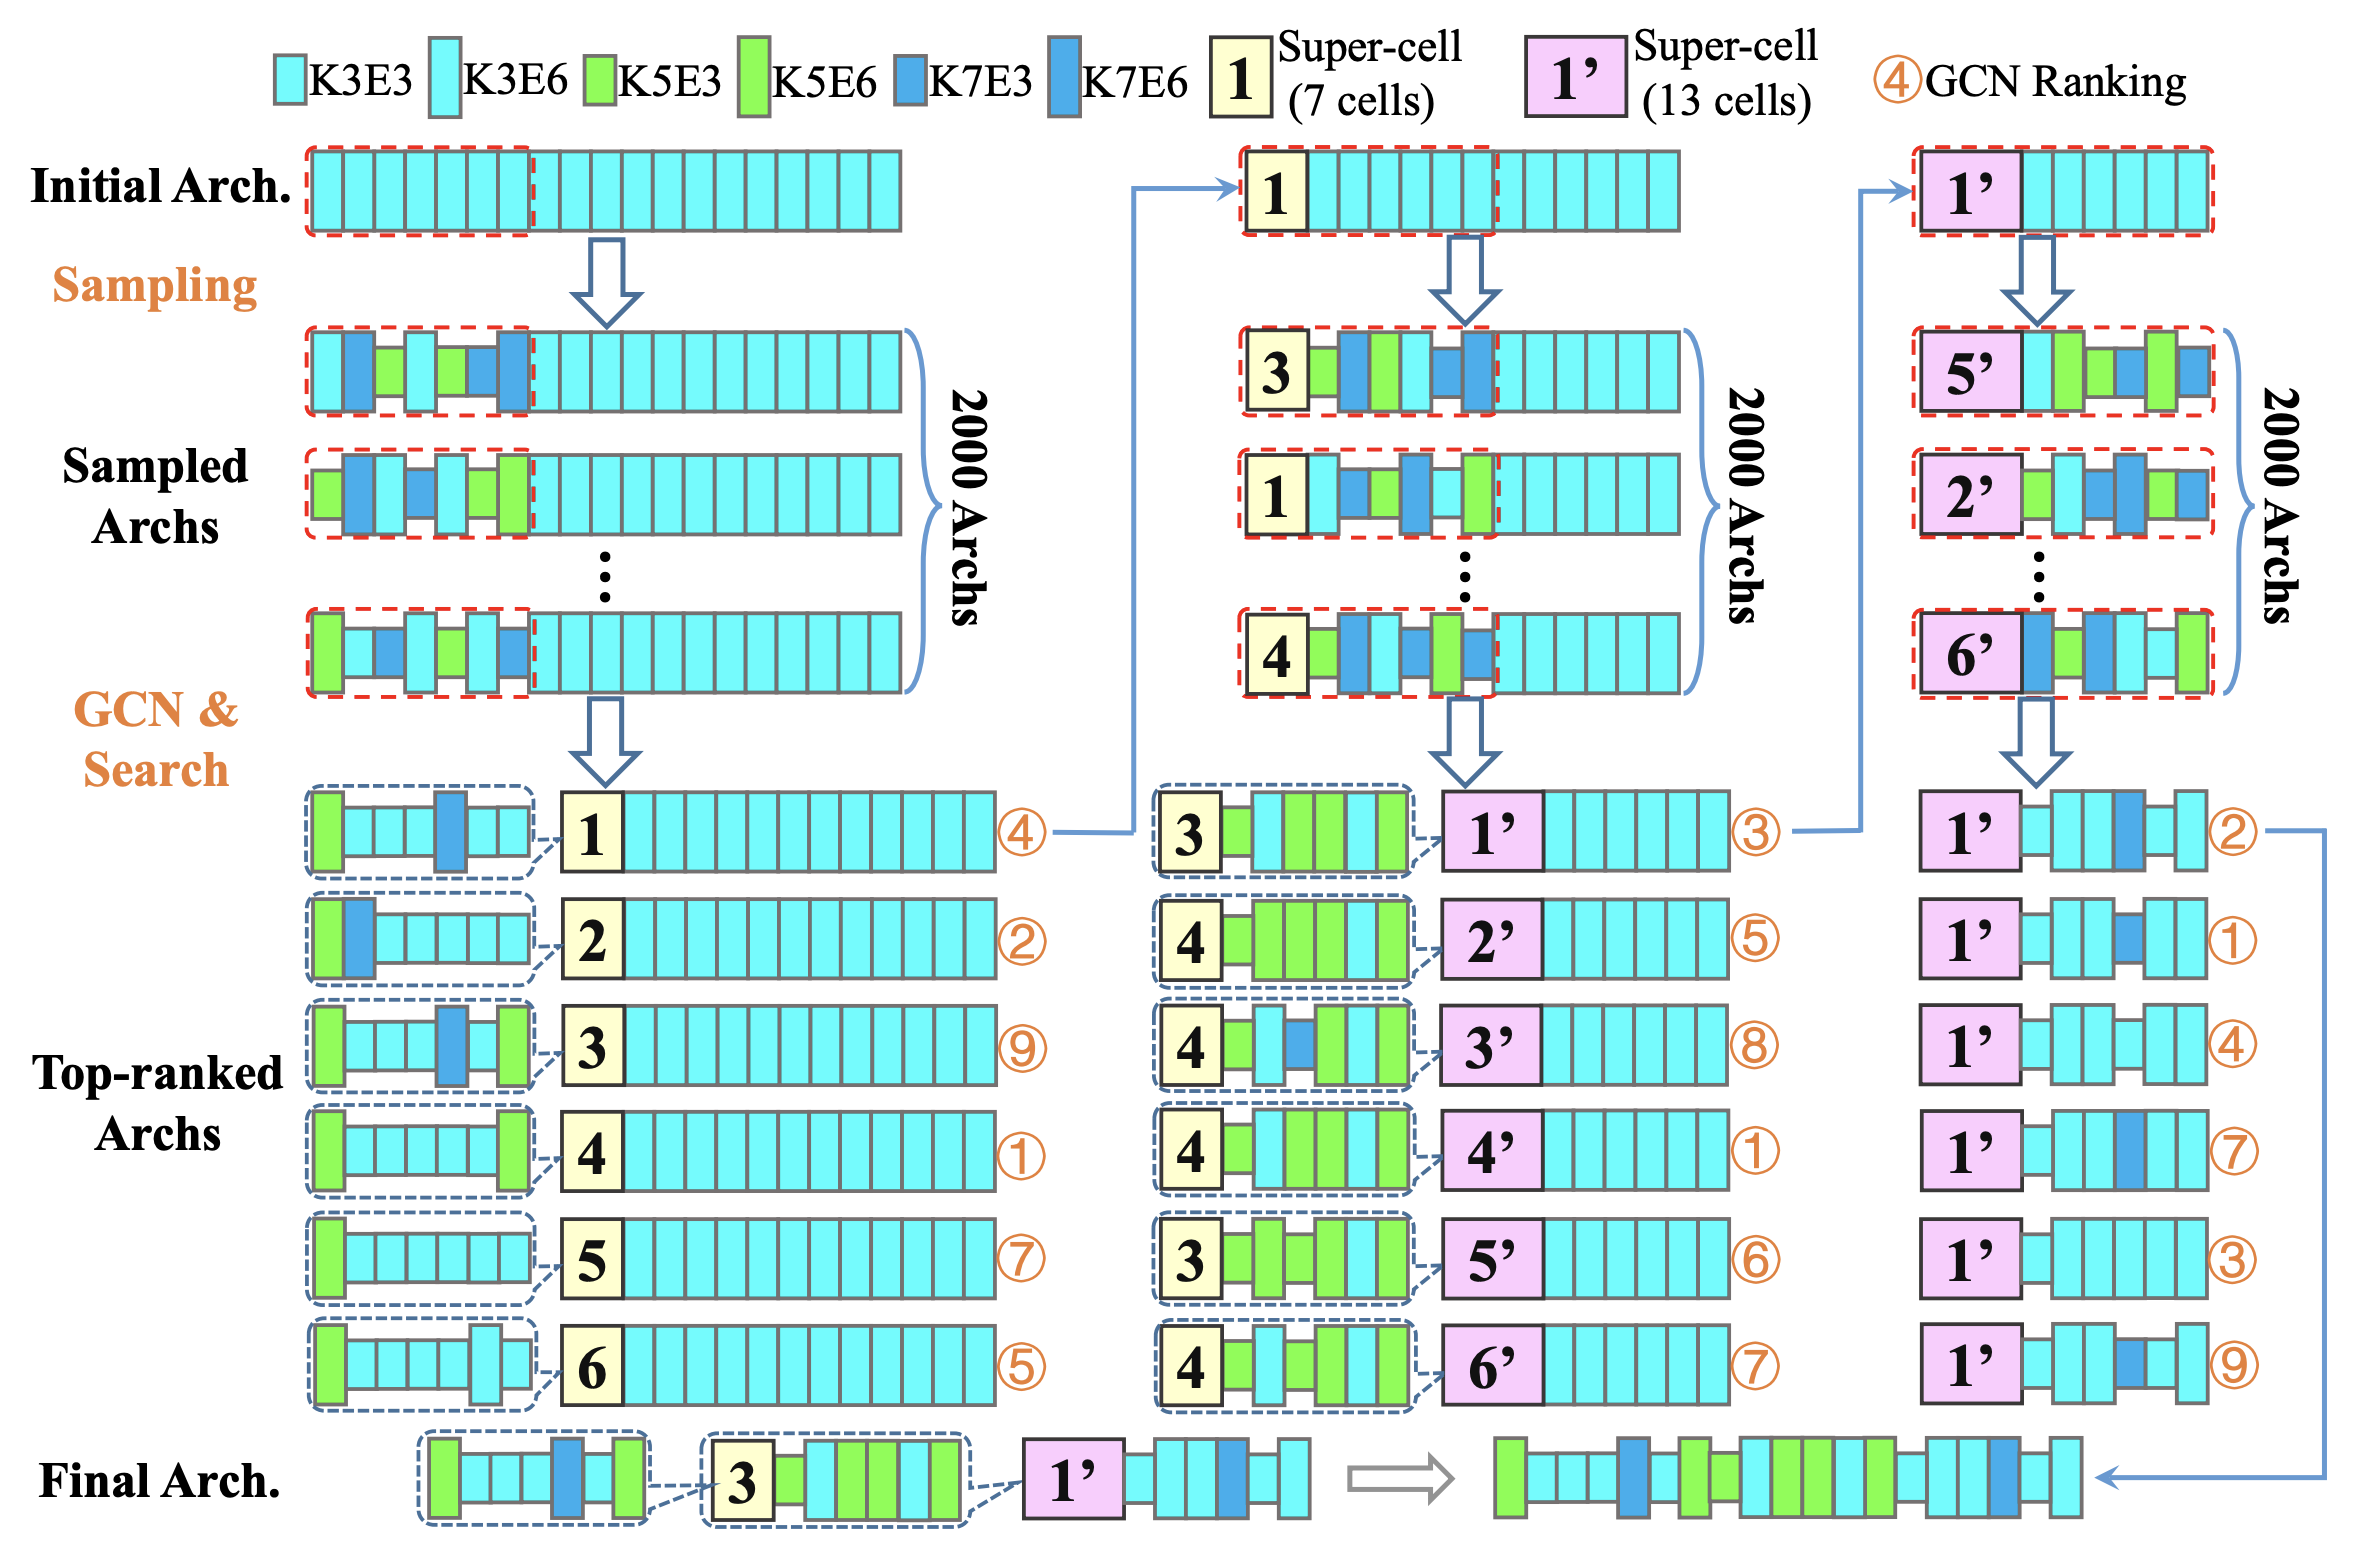 K3E3 K3E6 K5E3 K5E6 K7E3 K7E6 1 Super-cell (7 cells) 1’ Super-cell (13 cells) ④ GCN Ranking
Initial Arch. 1 1’
Sampling
3 5’
Sampled Archs 1 2’
2000 Archs 2000 Archs 2000 Archs
4 6’
GCN & Search
1 ④ 3 1’ ③ 1’ ②
2 ② 4 2’ ⑤ 1’ ①
Top-ranked Archs
3 ⑨ 4 3’ ⑧ 1’ ④
4 ① 4 4’ ① 1’ ⑦
5 ⑦ 3 5’ ⑥ 1’ ③
6 ⑤ 4 6’ ⑦ 1’ ⑨
Final Arch. 3 1’